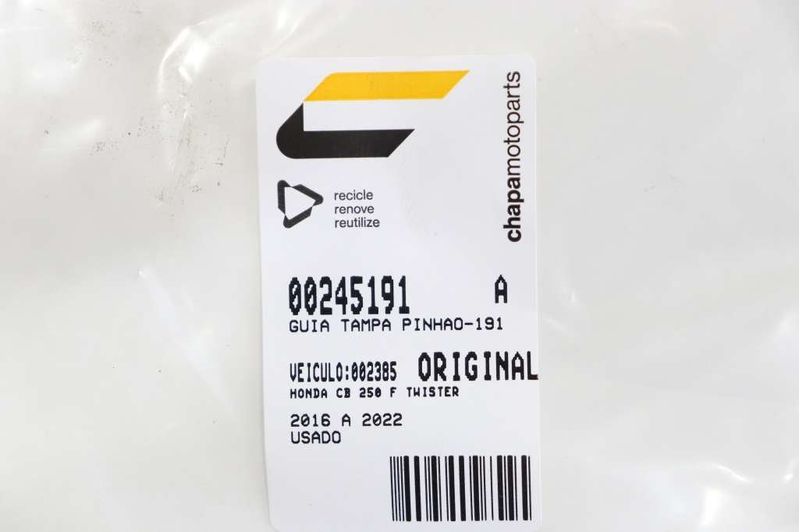 chapamotoparts
recicle
renove
reutilize
00245191 A
GUIA TAMPA PINHAO-191
VEICULO:002385 ORIGINAL
HONDA CB 250 F TWISTER
2016 A 2022
USADO